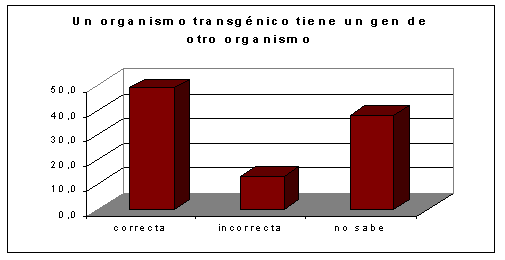 Un organismo transgénico tiene un gen de
otro organismo
50,0
40,0
30,0
20,0
10,0
0,0
correcta incorrecta no sabe